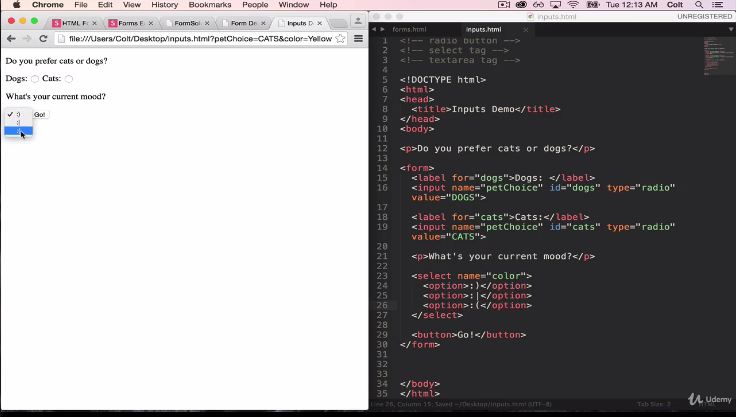 Chrome File Edit View History Bookmarks People Window Help Tue 12:13 AM Colt
HTML F Forms E FormSc Form De Inputs D Colt
file:///Users/Colt/Desktop/inputs.html?petChoice=CATS&color=Yellow
Do you prefer cats or dogs?
Dogs: Cats:
What's your current mood?
✓ :) Go!
:|
:(
inputs.html UNREGISTERED
forms.html inputs.html
1 <!-- radio button -->
2 <!-- select tag -->
3 <!-- textarea tag -->
4
5 <!DOCTYPE html>
6 <html>
7 <head>
8 <title>Inputs Demo</title>
9 </head>
10 <body>
11
12 <p>Do you prefer cats or dogs?</p>
13
14 <form>
15 <label for="dogs">Dogs: </label>
16 <input name="petChoice" id="dogs" type="radio"
value="DOGS">
17
18 <label for="cats">Cats:</label>
19 <input name="petChoice" id="cats" type="radio"
value="CATS">
20
21 <p>What's your current mood?</p>
22
23 <select name="color">
24 <option>:)</option>
25 <option>:|</option>
26 <option>:(</option>
27 </select>
28
29 <button>Go!</button>
30 </form>
31
32
33
34 </body>
35 </html>
Line 26, Column 15; Saved ~/Desktop/inputs.html (UTF-8) Tab Size: 2 HTML
Udemy